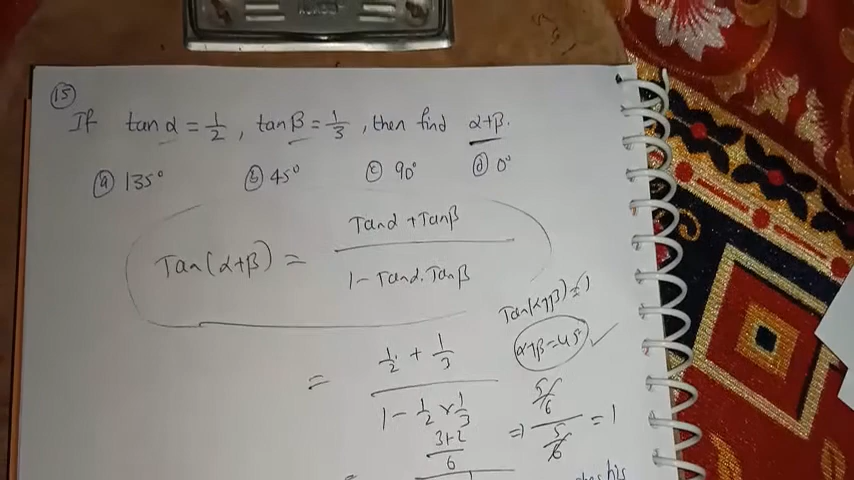 15
If tan α = 1/2, tan β = 1/3, then find α+β.
(a) 135° (b) 45° (c) 90° (d) 0°
Tan(α+β) = Tanα + Tanβ / 1 - Tanα. Tanβ
Tan(α+β) = 1
α+β = 45
= 1/2 + 1/3 / 1 - 1/2 × 1/3
⇒ 5/6 / 5/6 = 1
= 3+2 / 6